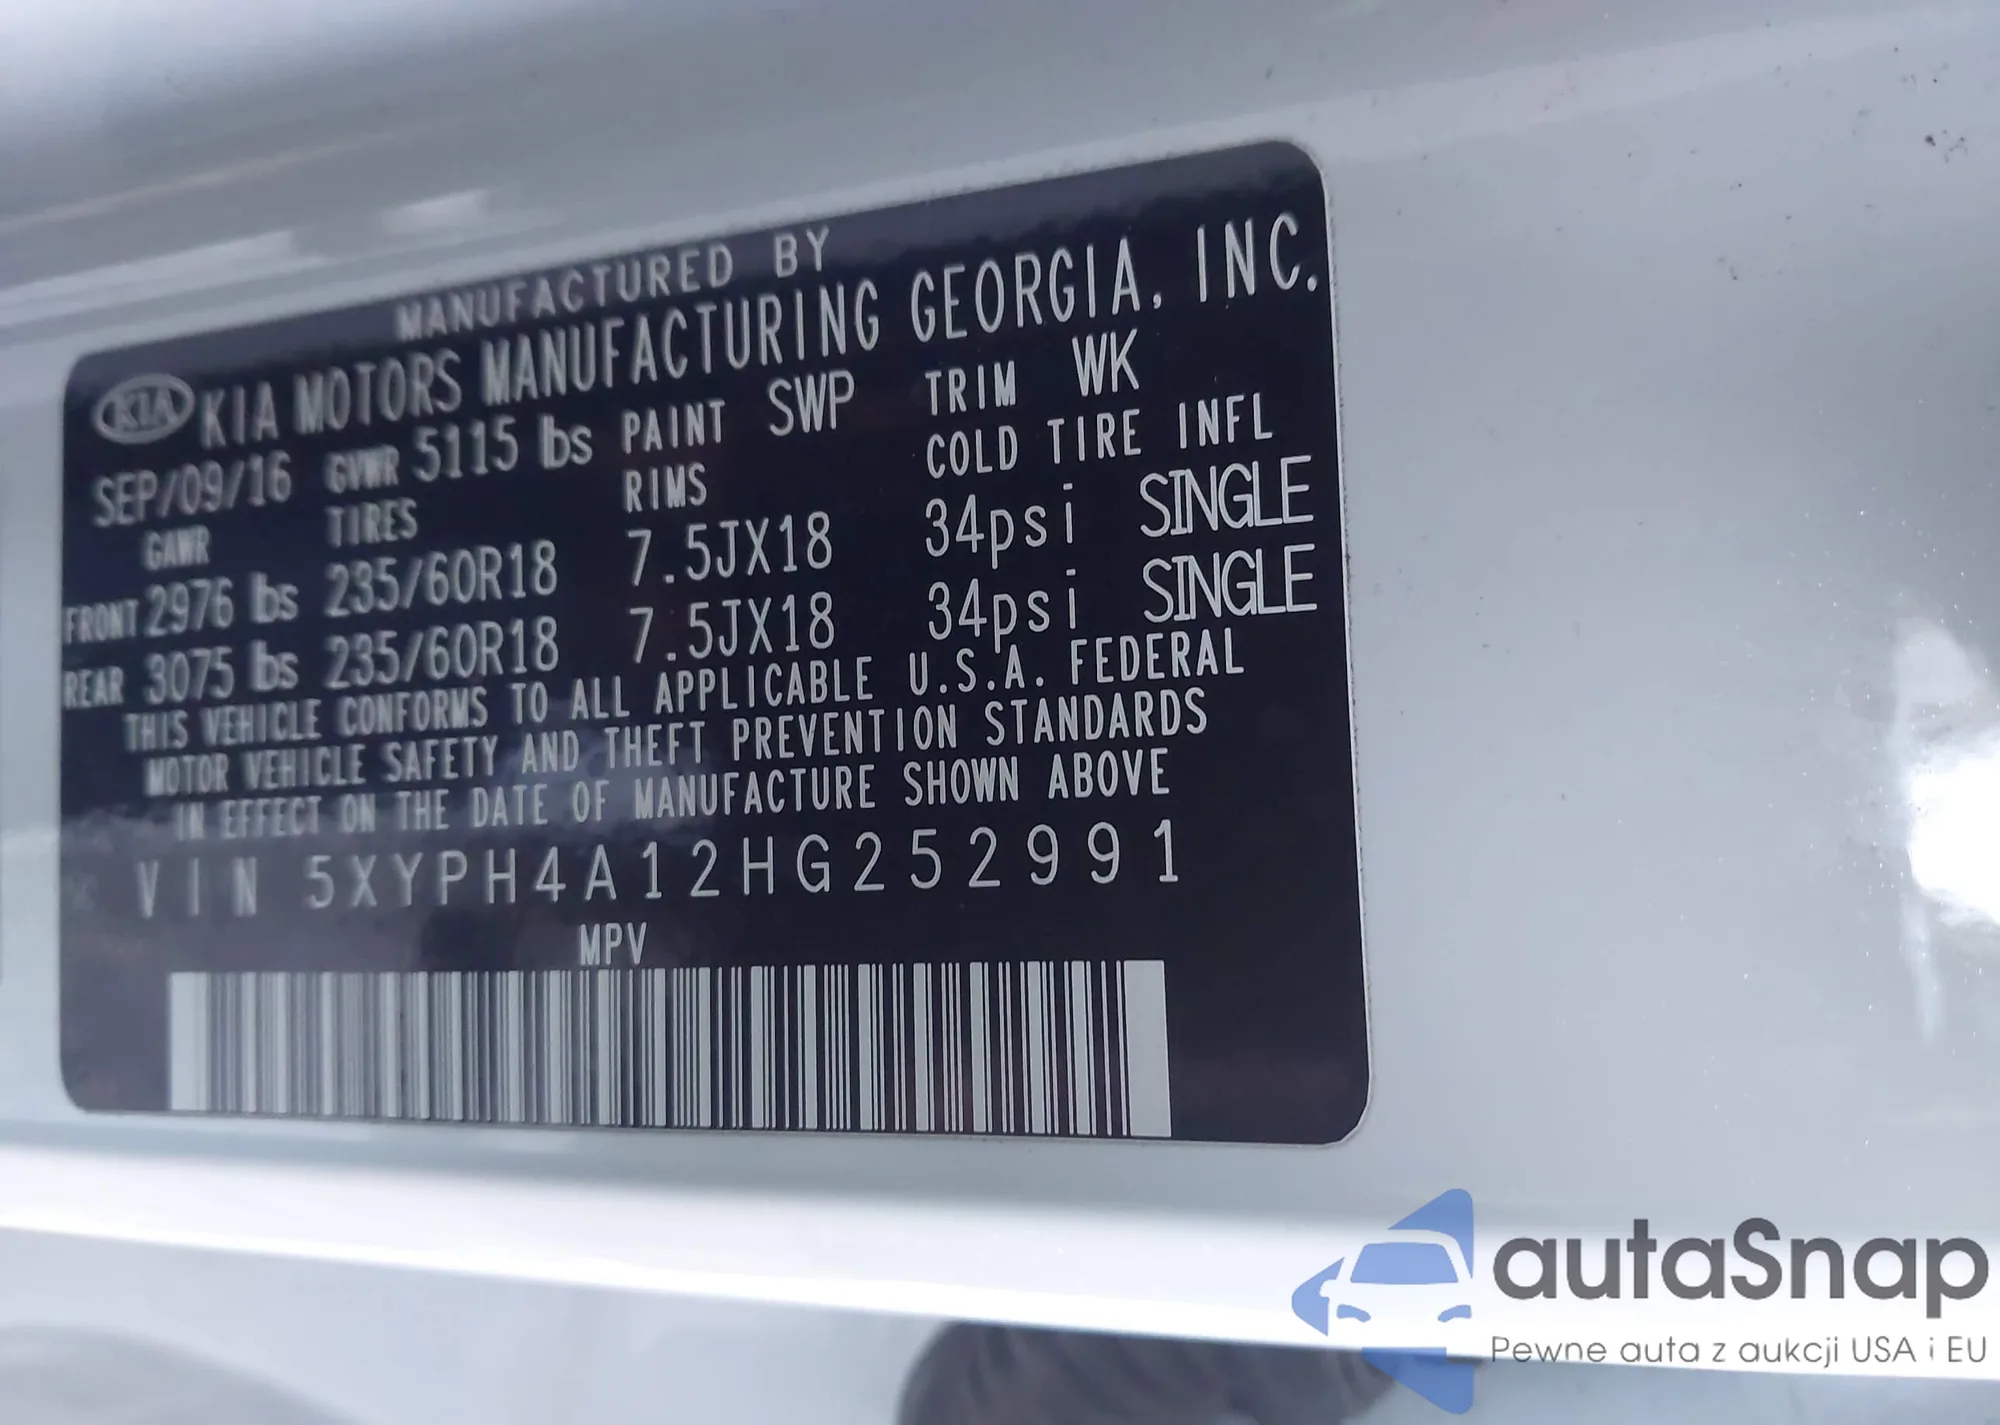 MANUFACTURED BY
KIA KIA MOTORS MANUFACTURING GEORGIA, INC.
SEP/09/16 GVWR 5115 lbs PAINT SWP TRIM WK
GAWR TIRES RIMS COLD TIRE INFL
FRONT 2976 lbs 235/60R18 7.5JX18 34psi SINGLE
REAR 3075 lbs 235/60R18 7.5JX18 34psi SINGLE
THIS VEHICLE CONFORMS TO ALL APPLICABLE U.S.A. FEDERAL
MOTOR VEHICLE SAFETY AND THEFT PREVENTION STANDARDS
IN EFFECT ON THE DATE OF MANUFACTURE SHOWN ABOVE
VIN 5XYPH4A12HG252991
MPV
autaSnap
Pewne auta z aukcji USA i EU